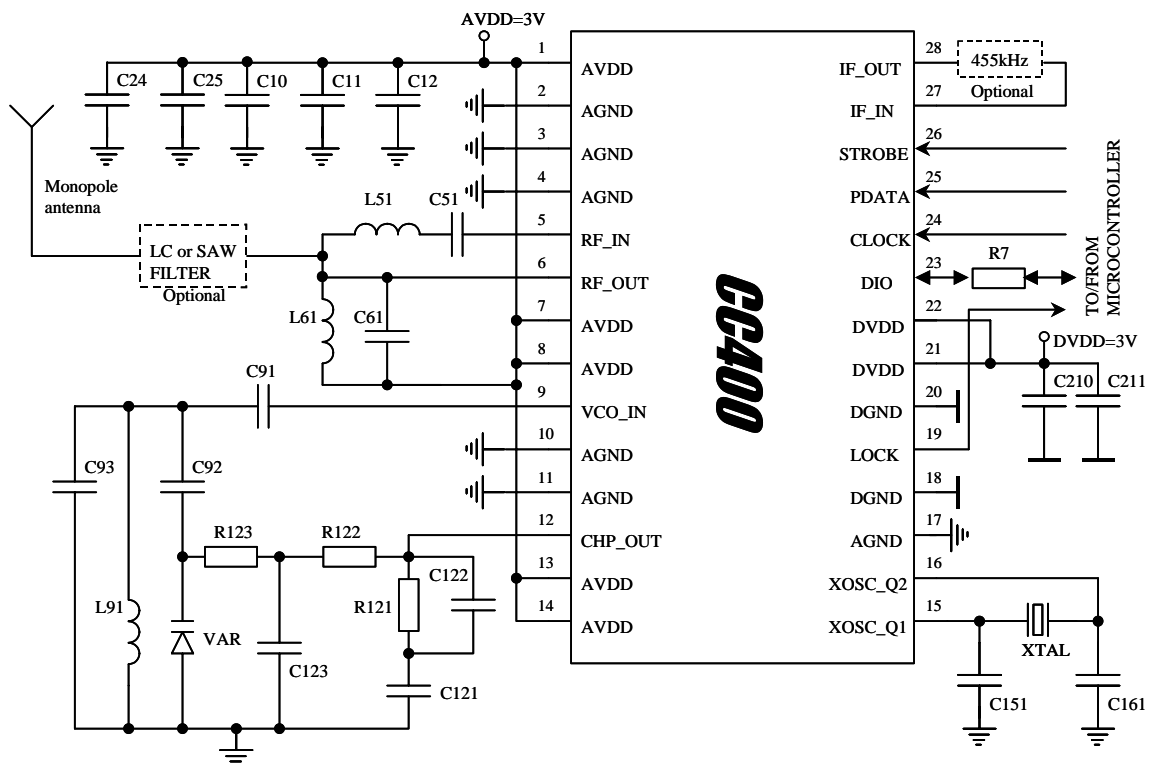 AVDD=3V
C24
C25
C10
C11
C12
Monopole
antenna
LC or SAW
FILTER
Optional
L51
C51
L61
C61
C91
C93
C92
R123
R122
C122
R121
L91
VAR
C123
C121
1
AVDD
2
AGND
3
AGND
4
AGND
5
RF_IN
6
RF_OUT
7
AVDD
8
AVDD
9
VCO_IN
10
AGND
11
AGND
12
CHP_OUT
13
AVDD
14
AVDD
CC400
28
IF_OUT
27
IF_IN
26
STROBE
25
PDATA
24
CLOCK
23
DIO
22
DVDD
21
DVDD
20
DGND
19
LOCK
18
DGND
17
AGND
16
XOSC_Q2
15
XOSC_Q1
455kHz
Optional
R7
TO/FROM
MICROCONTROLLER
DVDD=3V
C210
C211
XTAL
C151
C161